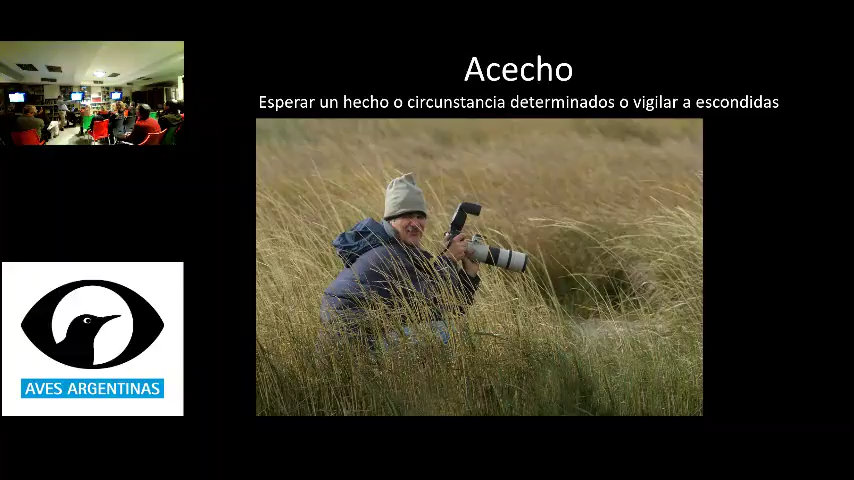 Acecho
Esperar un hecho o circunstancia determinados o vigilar a escondidas
AVES ARGENTINAS